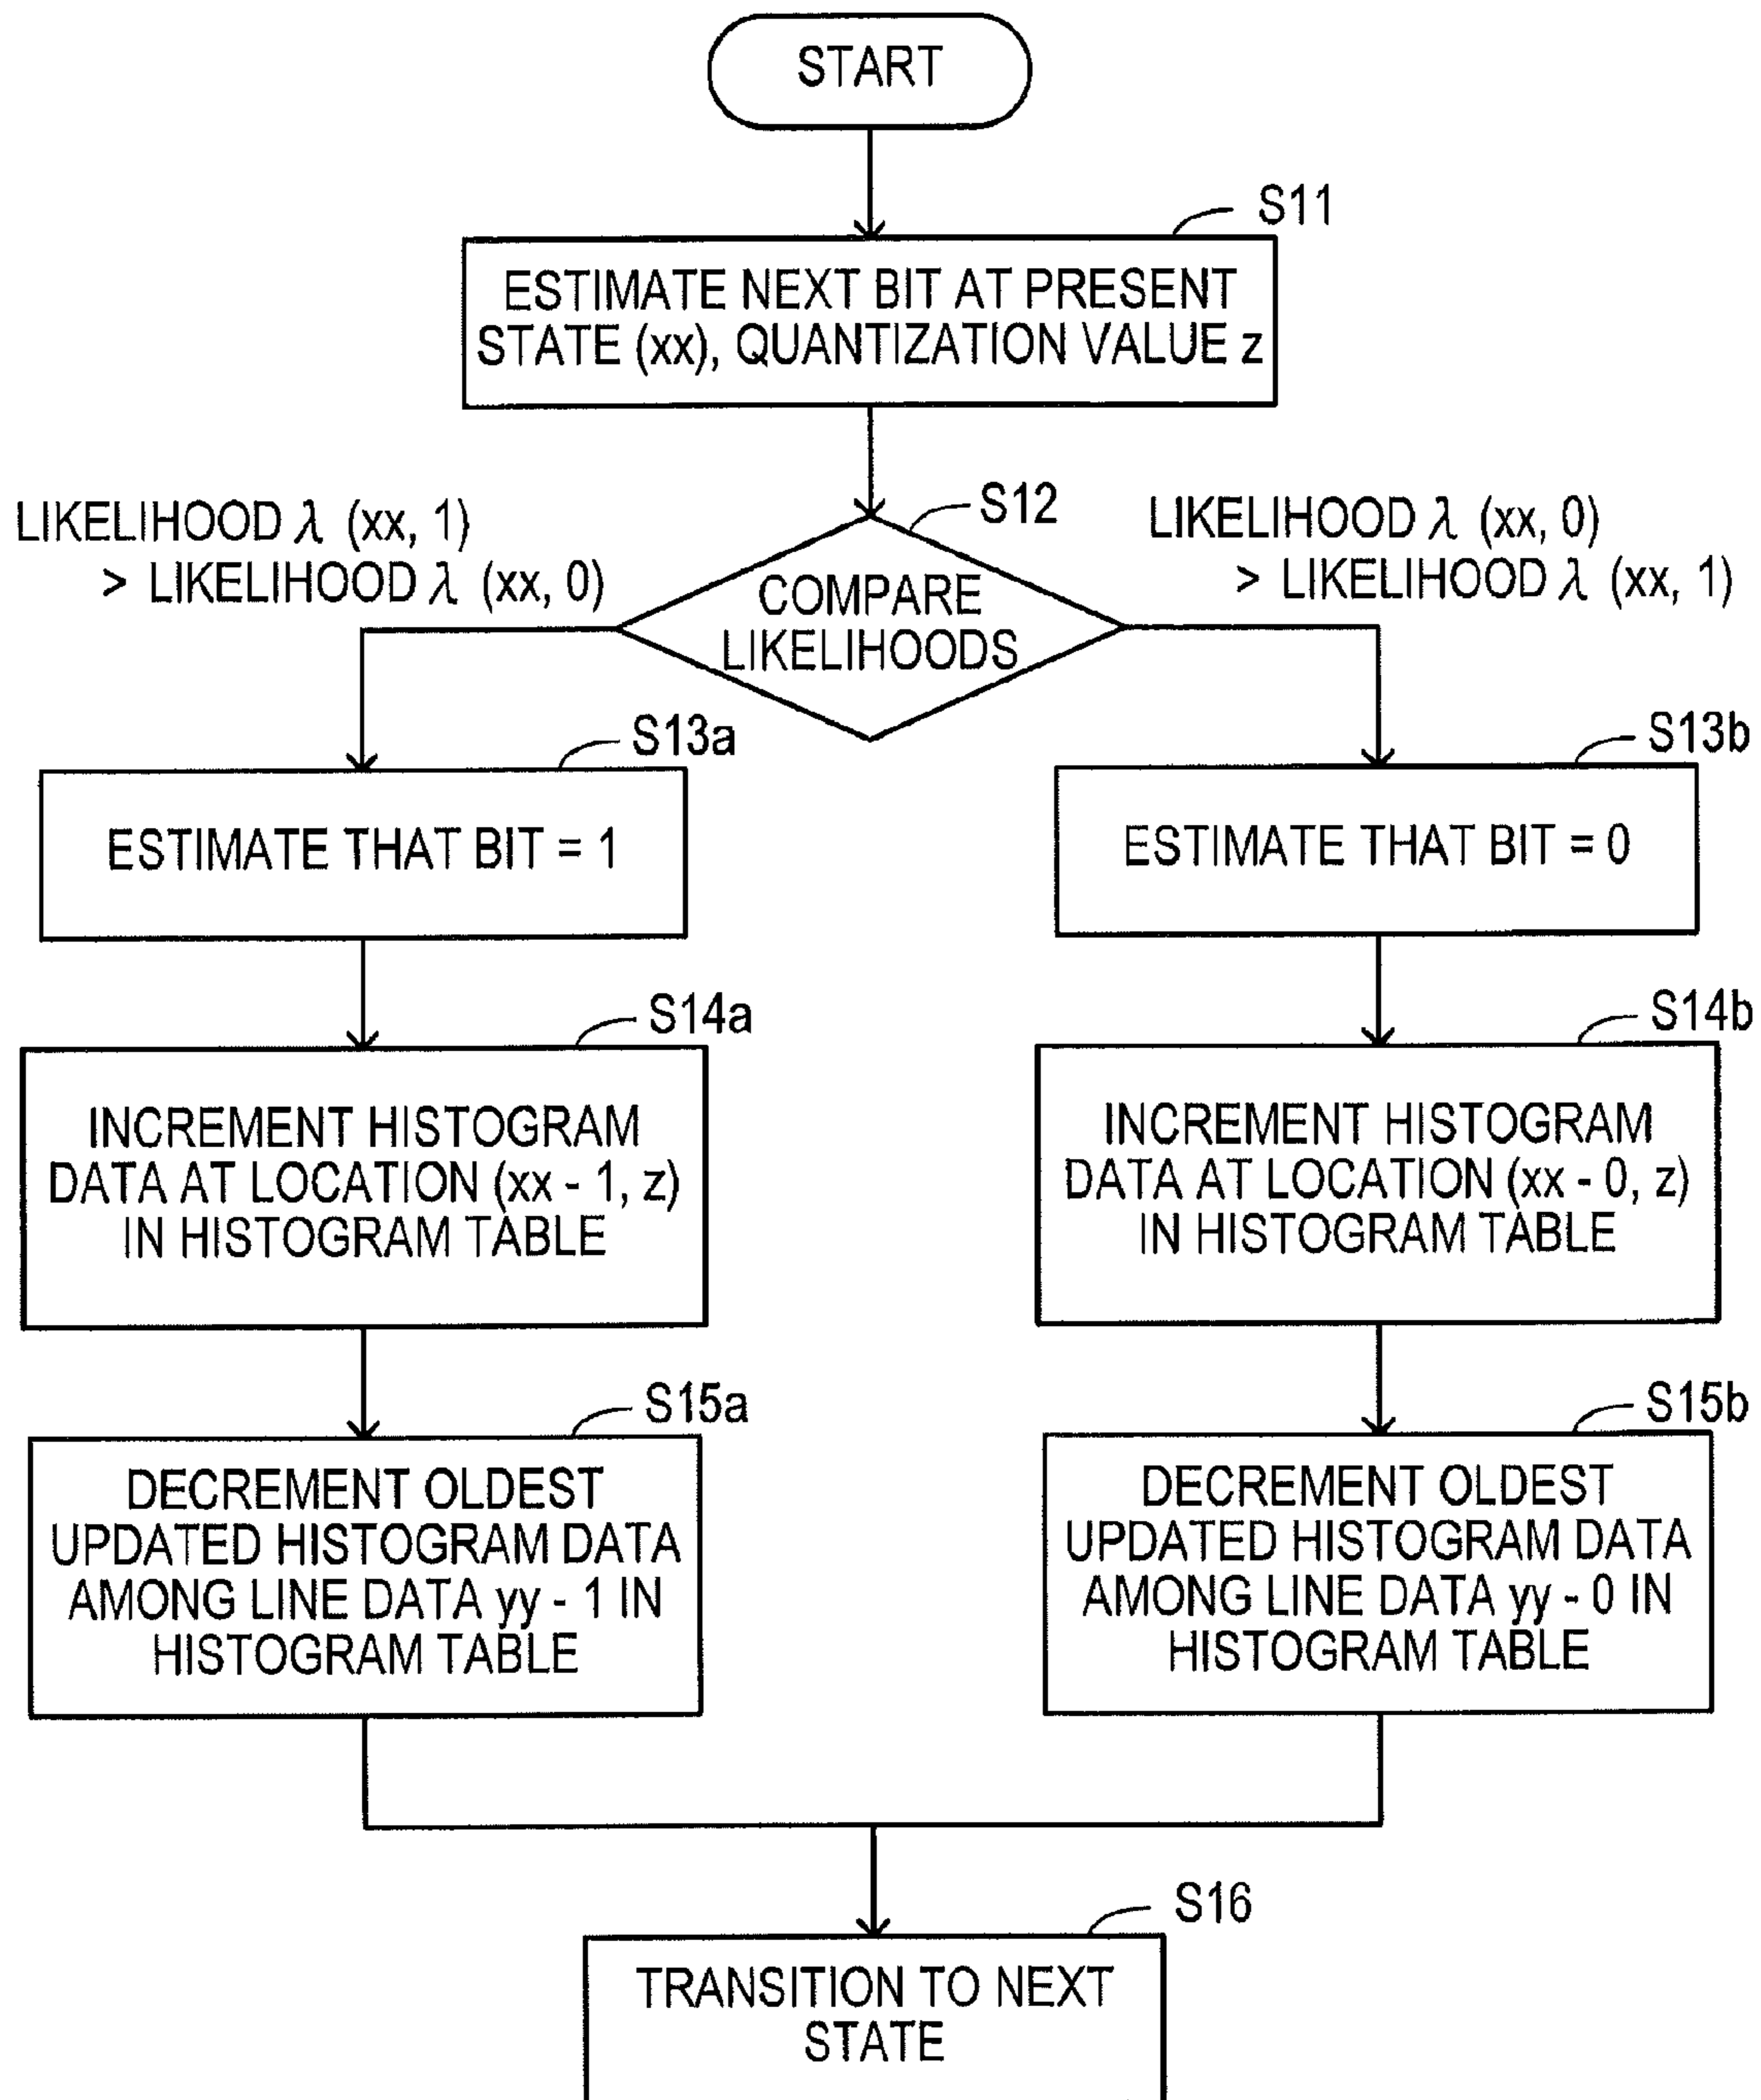 START
S11
ESTIMATE NEXT BIT AT PRESENT
STATE (xx), QUANTIZATION VALUE z
S12
LIKELIHOOD λ (xx, 1)
> LIKELIHOOD λ (xx, 0)
LIKELIHOOD λ (xx, 0)
> LIKELIHOOD λ (xx, 1)
COMPARE
LIKELIHOODS
S13a
ESTIMATE THAT BIT = 1
S13b
ESTIMATE THAT BIT = 0
S14a
INCREMENT HISTOGRAM
DATA AT LOCATION (xx - 1, z)
IN HISTOGRAM TABLE
S14b
INCREMENT HISTOGRAM
DATA AT LOCATION (xx - 0, z)
IN HISTOGRAM TABLE
S15a
DECREMENT OLDEST
UPDATED HISTOGRAM DATA
AMONG LINE DATA yy - 1 IN
HISTOGRAM TABLE
S15b
DECREMENT OLDEST
UPDATED HISTOGRAM DATA
AMONG LINE DATA yy - 0 IN
HISTOGRAM TABLE
S16
TRANSITION TO NEXT
STATE